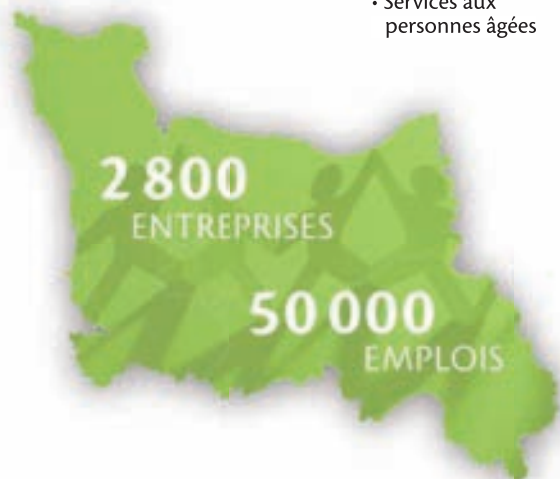 • Services aux
personnes âgées
2 800
ENTREPRISES
50 000
EMPLOIS